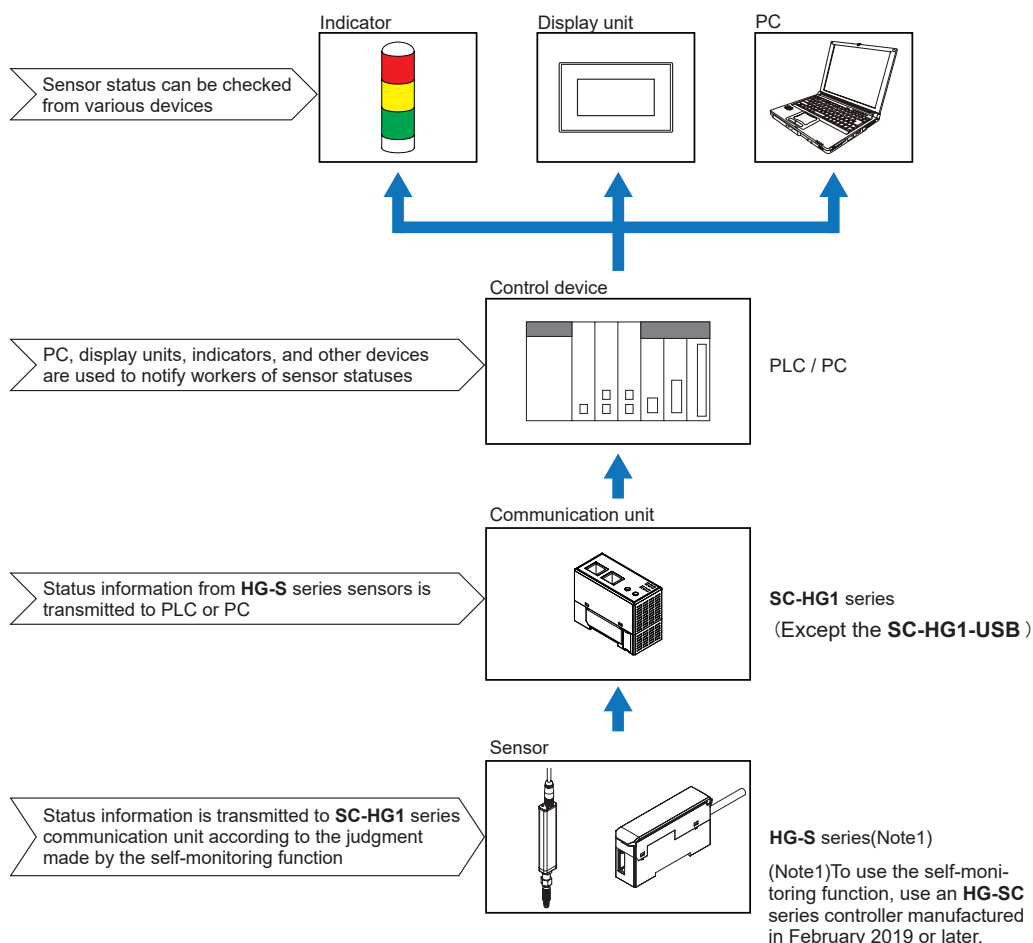 Indicator
Display unit
PC
Sensor status can be checked
from various devices
Control device
PC, display units, indicators, and other devices
are used to notify workers of sensor statuses
PLC / PC
Communication unit
Status information from HG-S series sensors is
transmitted to PLC or PC
SC-HG1 series
（Except the SC-HG1-USB）
Sensor
Status information is transmitted to SC-HG1 series
communication unit according to the judgment
made by the self-monitoring function
HG-S series(Note1)
(Note1)To use the self-moni-
toring function, use an HG-SC
series controller manufactured
in February 2019 or later.